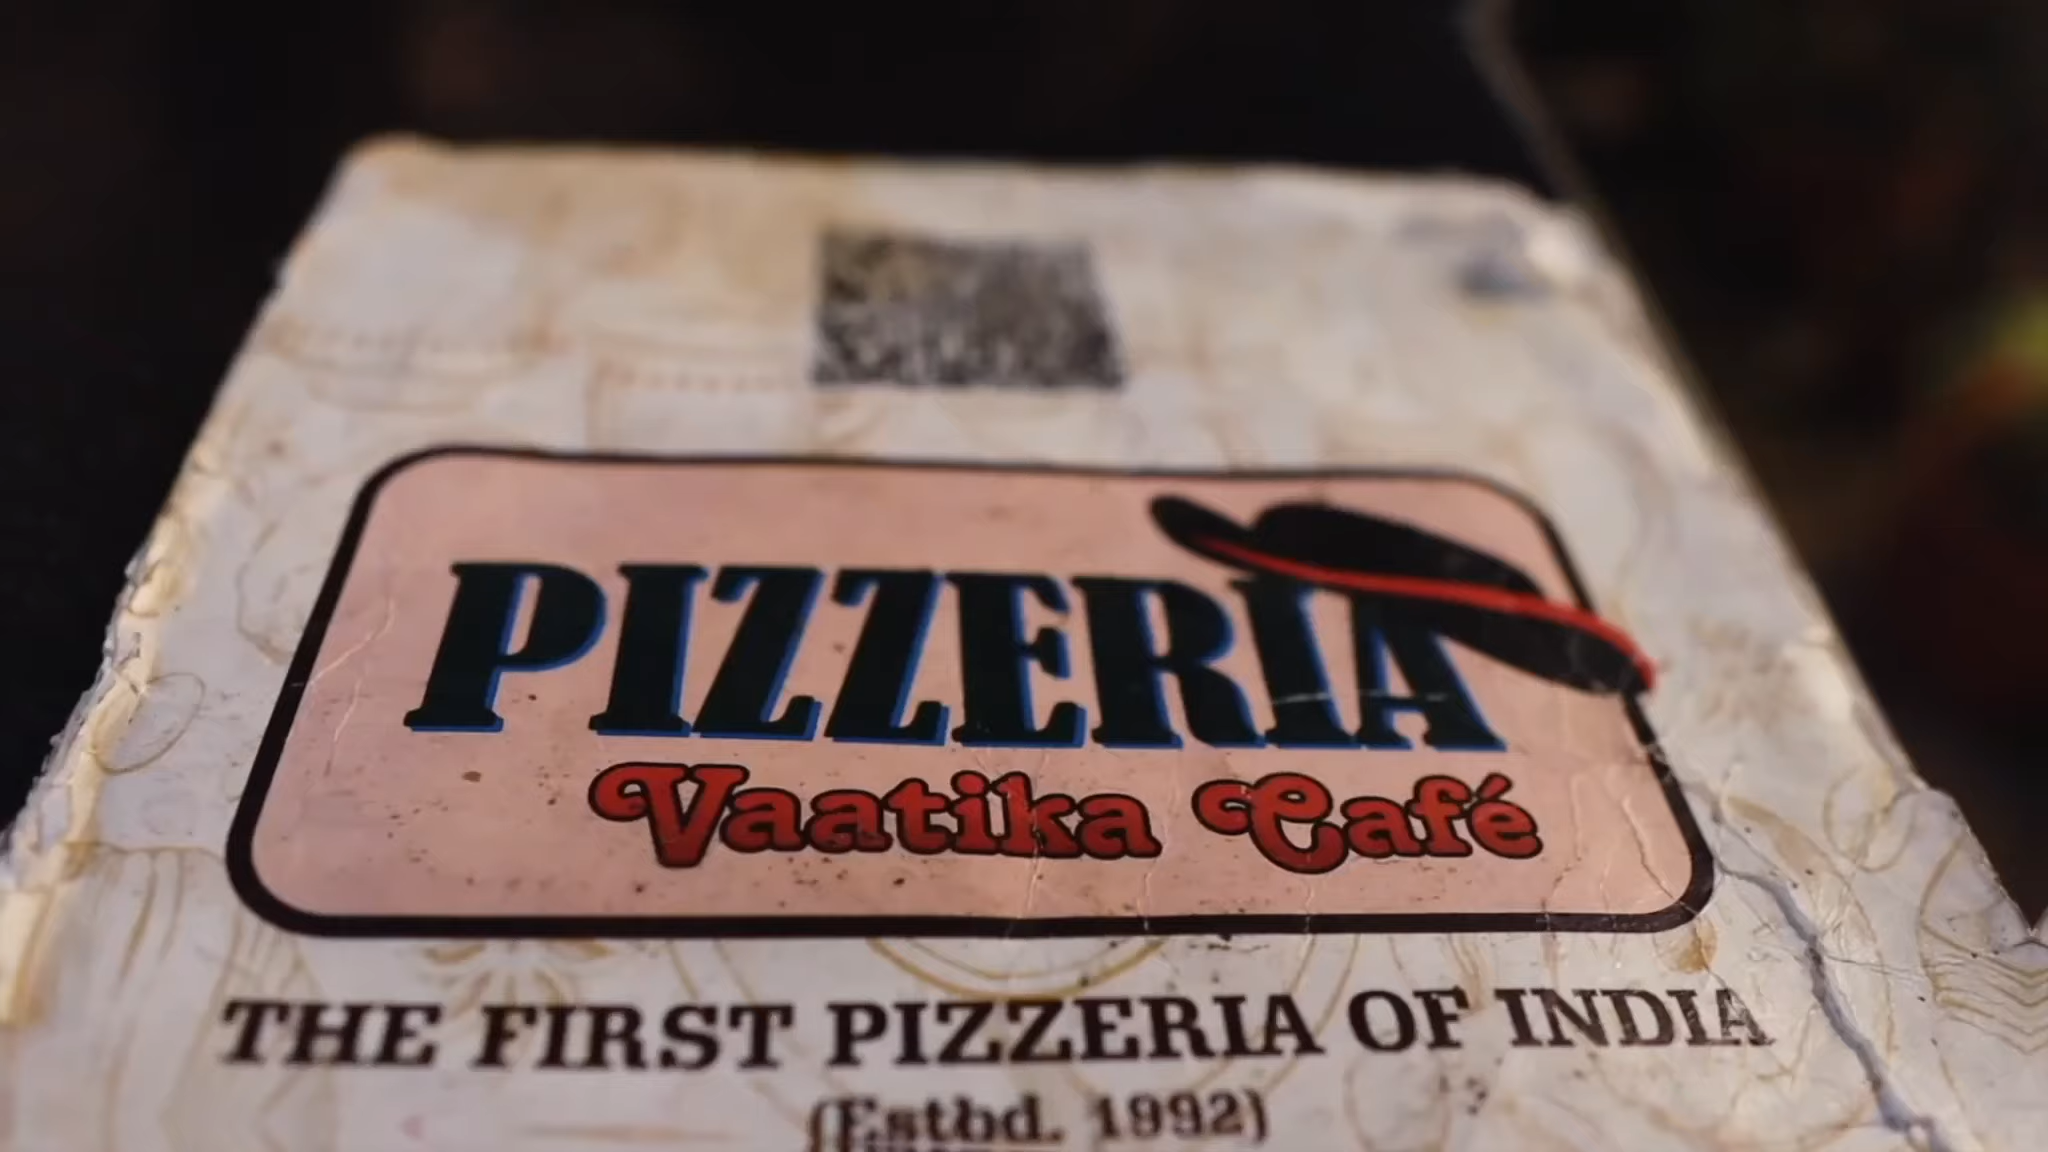 PIZZERIA
Vaatika Café
THE FIRST PIZZERIA OF INDIA
(Estbd. 1992)